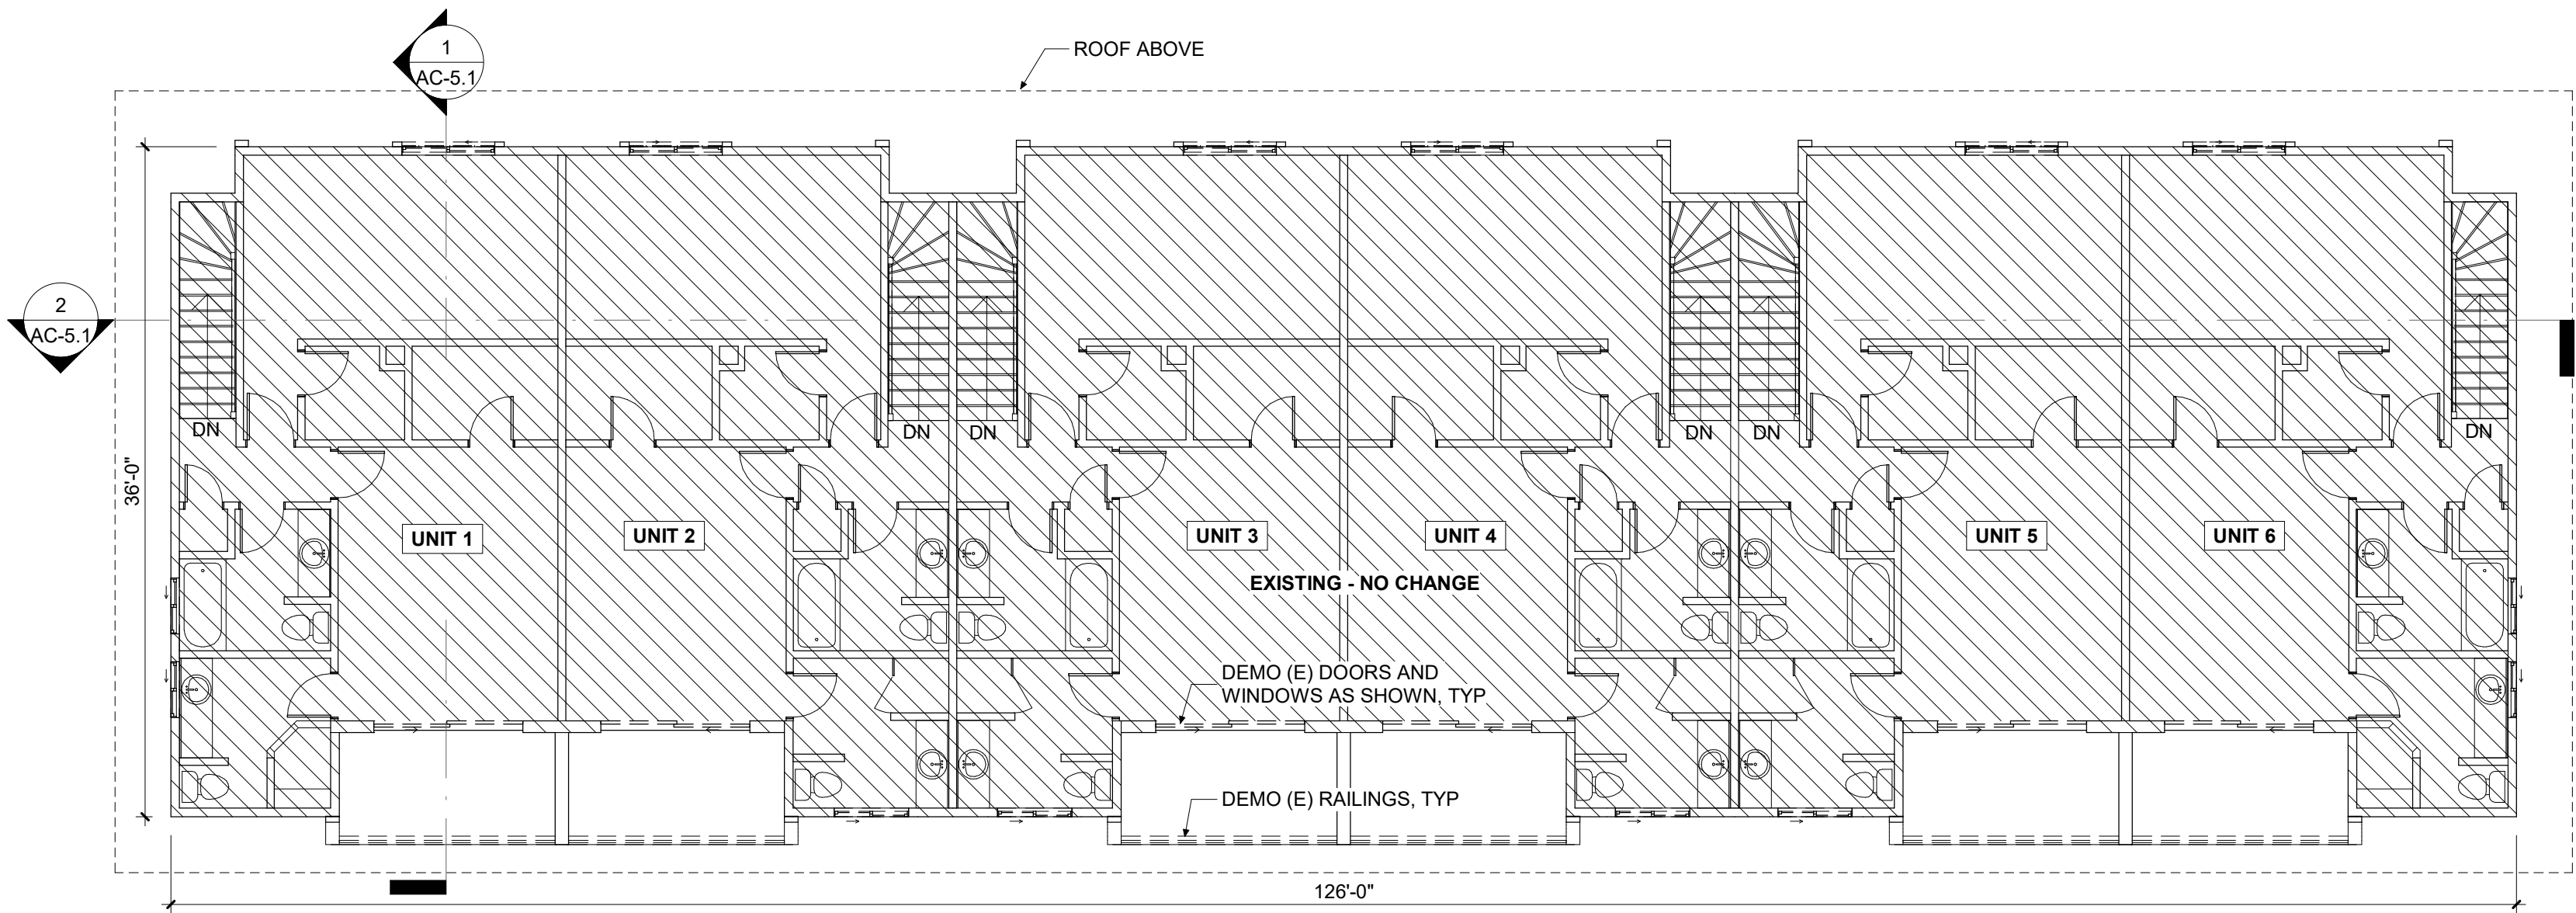 1
AC-5.1
ROOF ABOVE
2
AC-5.1
36'-0"
DN
DN
DN
DN
DN
DN
UNIT 1
UNIT 2
UNIT 3
UNIT 4
UNIT 5
UNIT 6
EXISTING - NO CHANGE
DEMO (E) DOORS AND
WINDOWS AS SHOWN, TYP
DEMO (E) RAILINGS, TYP
126'-0"